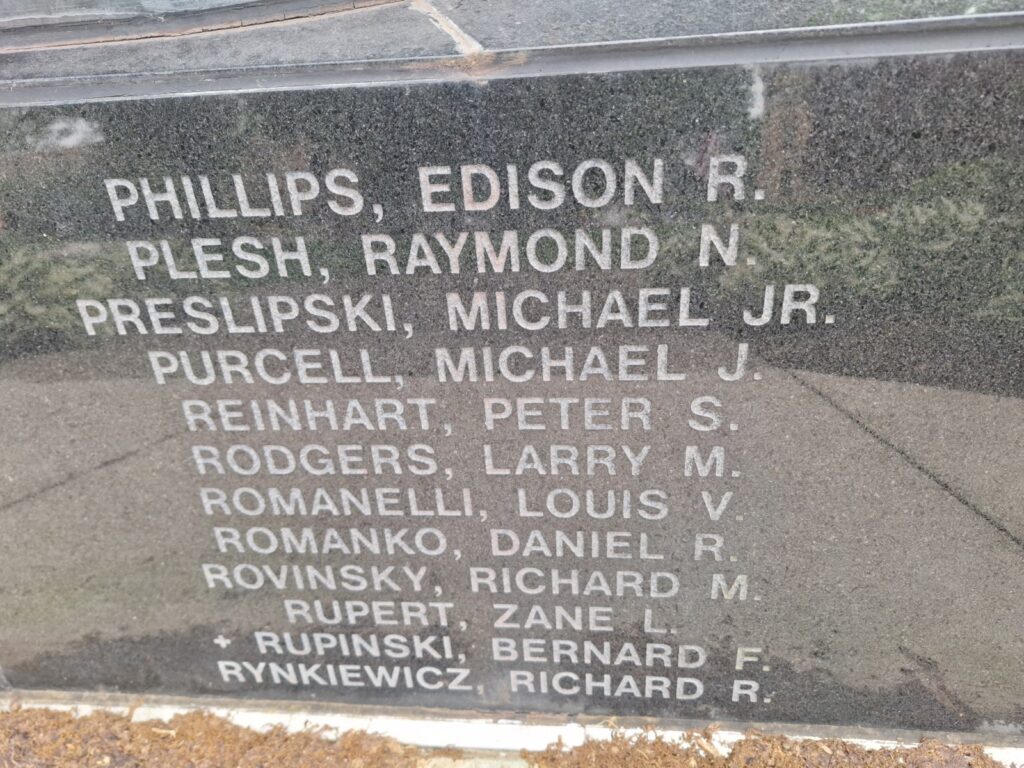 PHILLIPS, EDISON R.
PLESH, RAYMOND N.
PRESLIPSKI, MICHAEL JR.
PURCELL, MICHAEL J.
REINHART, PETER S.
RODGERS, LARRY M.
ROMANELLI, LOUIS V.
ROMANKO, DANIEL R.
ROVINSKY, RICHARD M.
RUPERT, ZANE L.
+ RUPINSKI, BERNARD F.
RYNKIEWICZ, RICHARD R.